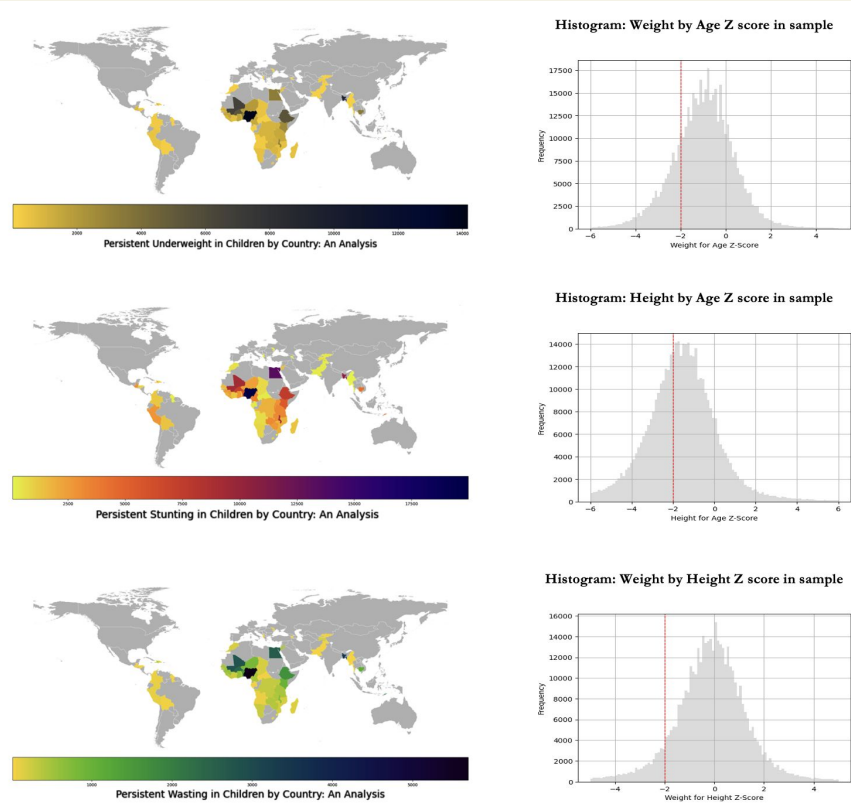 Histogram: Weight by Age Z score in sample
17500
15000
12500
10000
7500
5000
2500
0
Frequency
−6 −4 −2 0 2 4
Weight for Age Z-Score
2000 4000 6000 8000 10000 12000 14000
Persistent Underweight in Children by Country: An Analysis
Histogram: Height by Age Z score in sample
14000
12000
10000
8000
6000
4000
2000
0
Frequency
−6 −4 −2 0 2 4 6
Height for Age Z-Score
2500 5000 7500 10000 12500 15000 17500
Persistent Stunting in Children by Country: An Analysis
Histogram: Weight by Height Z score in sample
16000
14000
12000
10000
8000
6000
4000
2000
0
Frequency
−4 −2 0 2 4
Weight for Height Z-Score
1000 2000 3000 4000 5000
Persistent Wasting in Children by Country: An Analysis